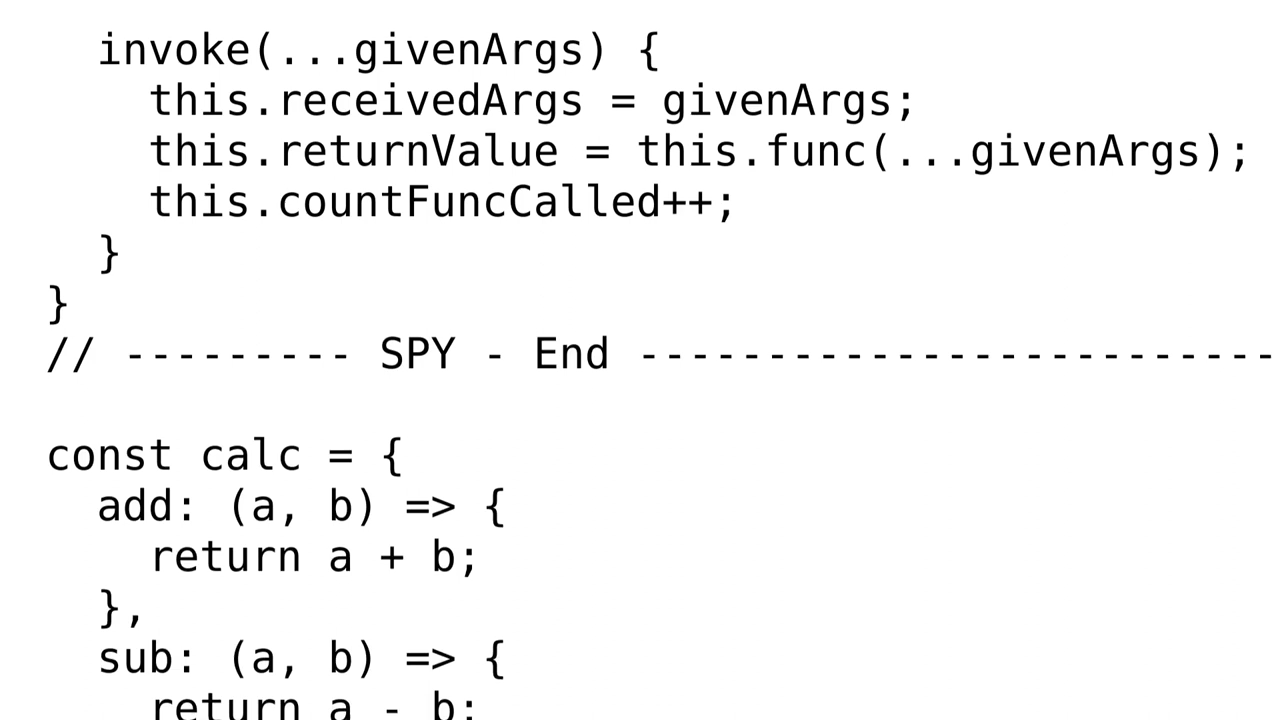 invoke(...givenArgs) {
this.receivedArgs = givenArgs;
this.returnValue = this.func(...givenArgs);
this.countFuncCalled++;
}
}
// --------- SPY - End -------------------------
const calc = {
add: (a, b) => {
return a + b;
},
sub: (a, b) => {
return a - b;